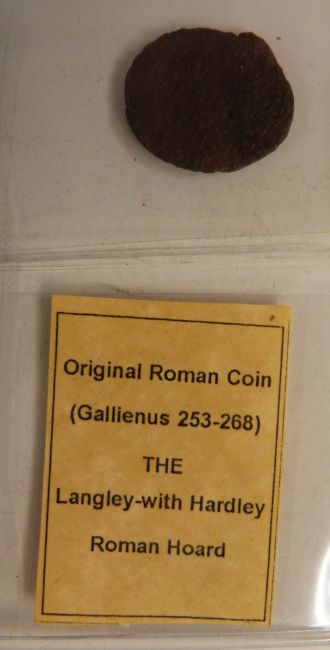 Original Roman Coin
(Gallienus 253-268)
THE
Langley-with Hardley
Roman Hoard